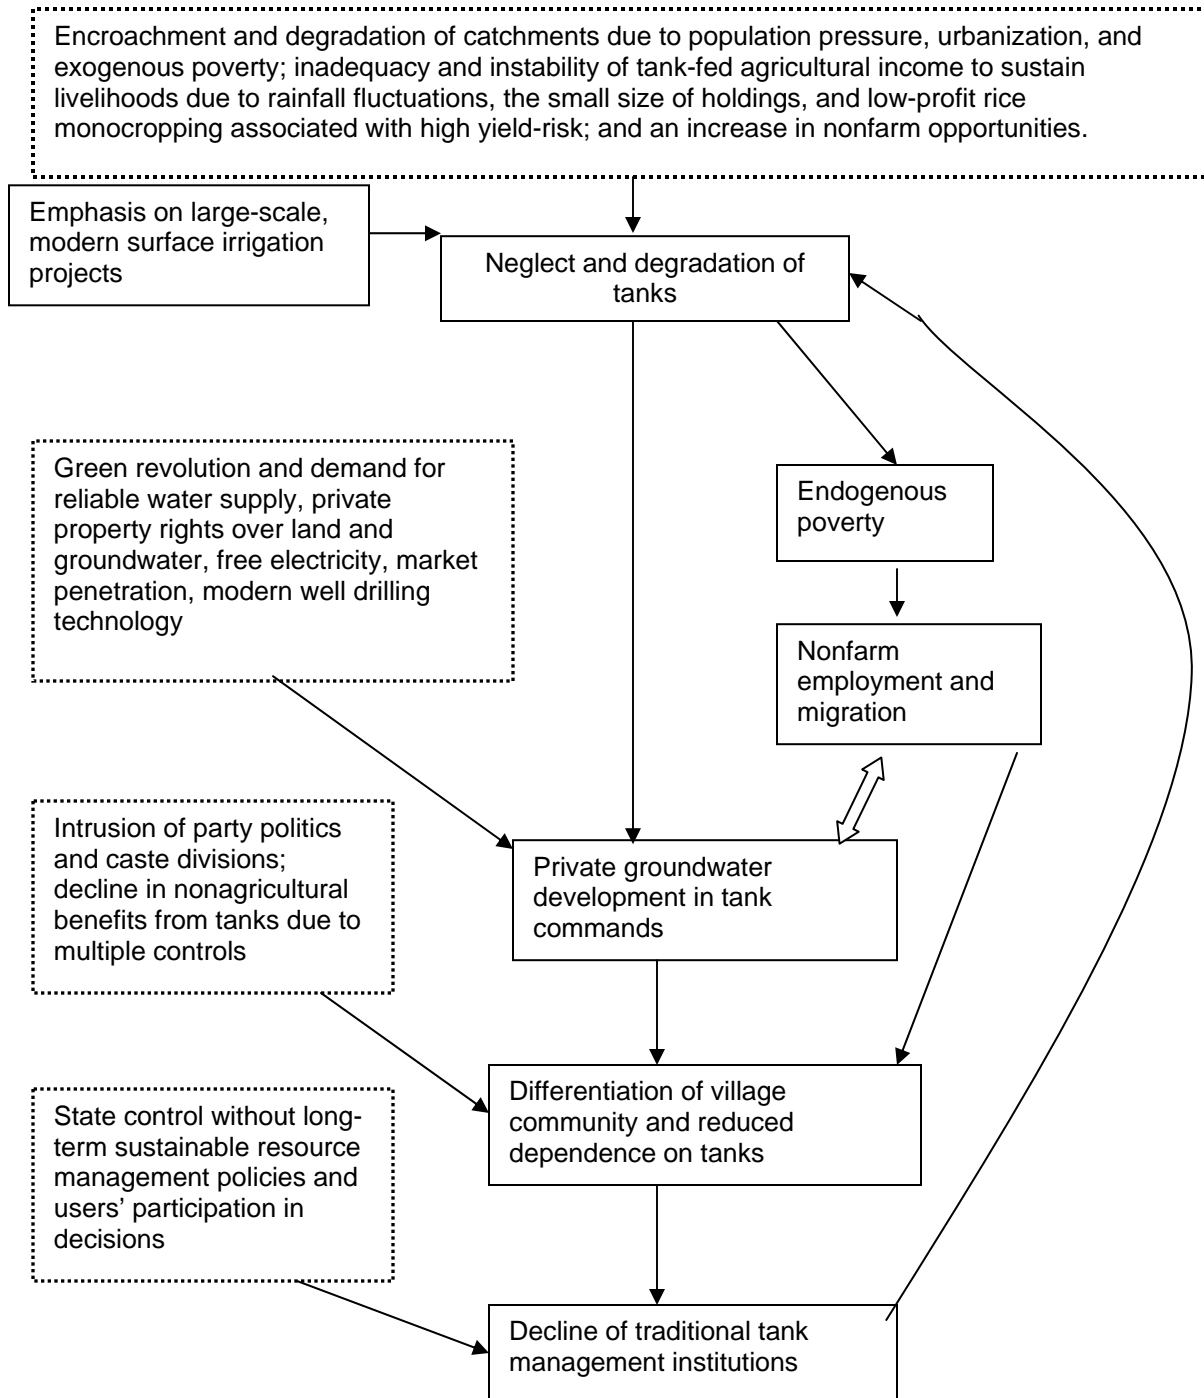 Encroachment and degradation of catchments due to population pressure, urbanization, and
exogenous poverty; inadequacy and instability of tank-fed agricultural income to sustain
livelihoods due to rainfall fluctuations, the small size of holdings, and low-profit rice
monocropping associated with high yield-risk; and an increase in nonfarm opportunities.
Emphasis on large-scale,
modern surface irrigation
projects
Neglect and degradation of
tanks
Green revolution and demand for
reliable water supply, private
property rights over land and
groundwater, free electricity, market
penetration, modern well drilling
technology
Endogenous
poverty
Nonfarm
employment and
migration
Intrusion of party politics
and caste divisions;
decline in nonagricultural
benefits from tanks due to
multiple controls
Private groundwater
development in tank
commands
Differentiation of village
community and reduced
dependence on tanks
State control without long-
term sustainable resource
management policies and
users’ participation in
decisions
Decline of traditional tank
management institutions